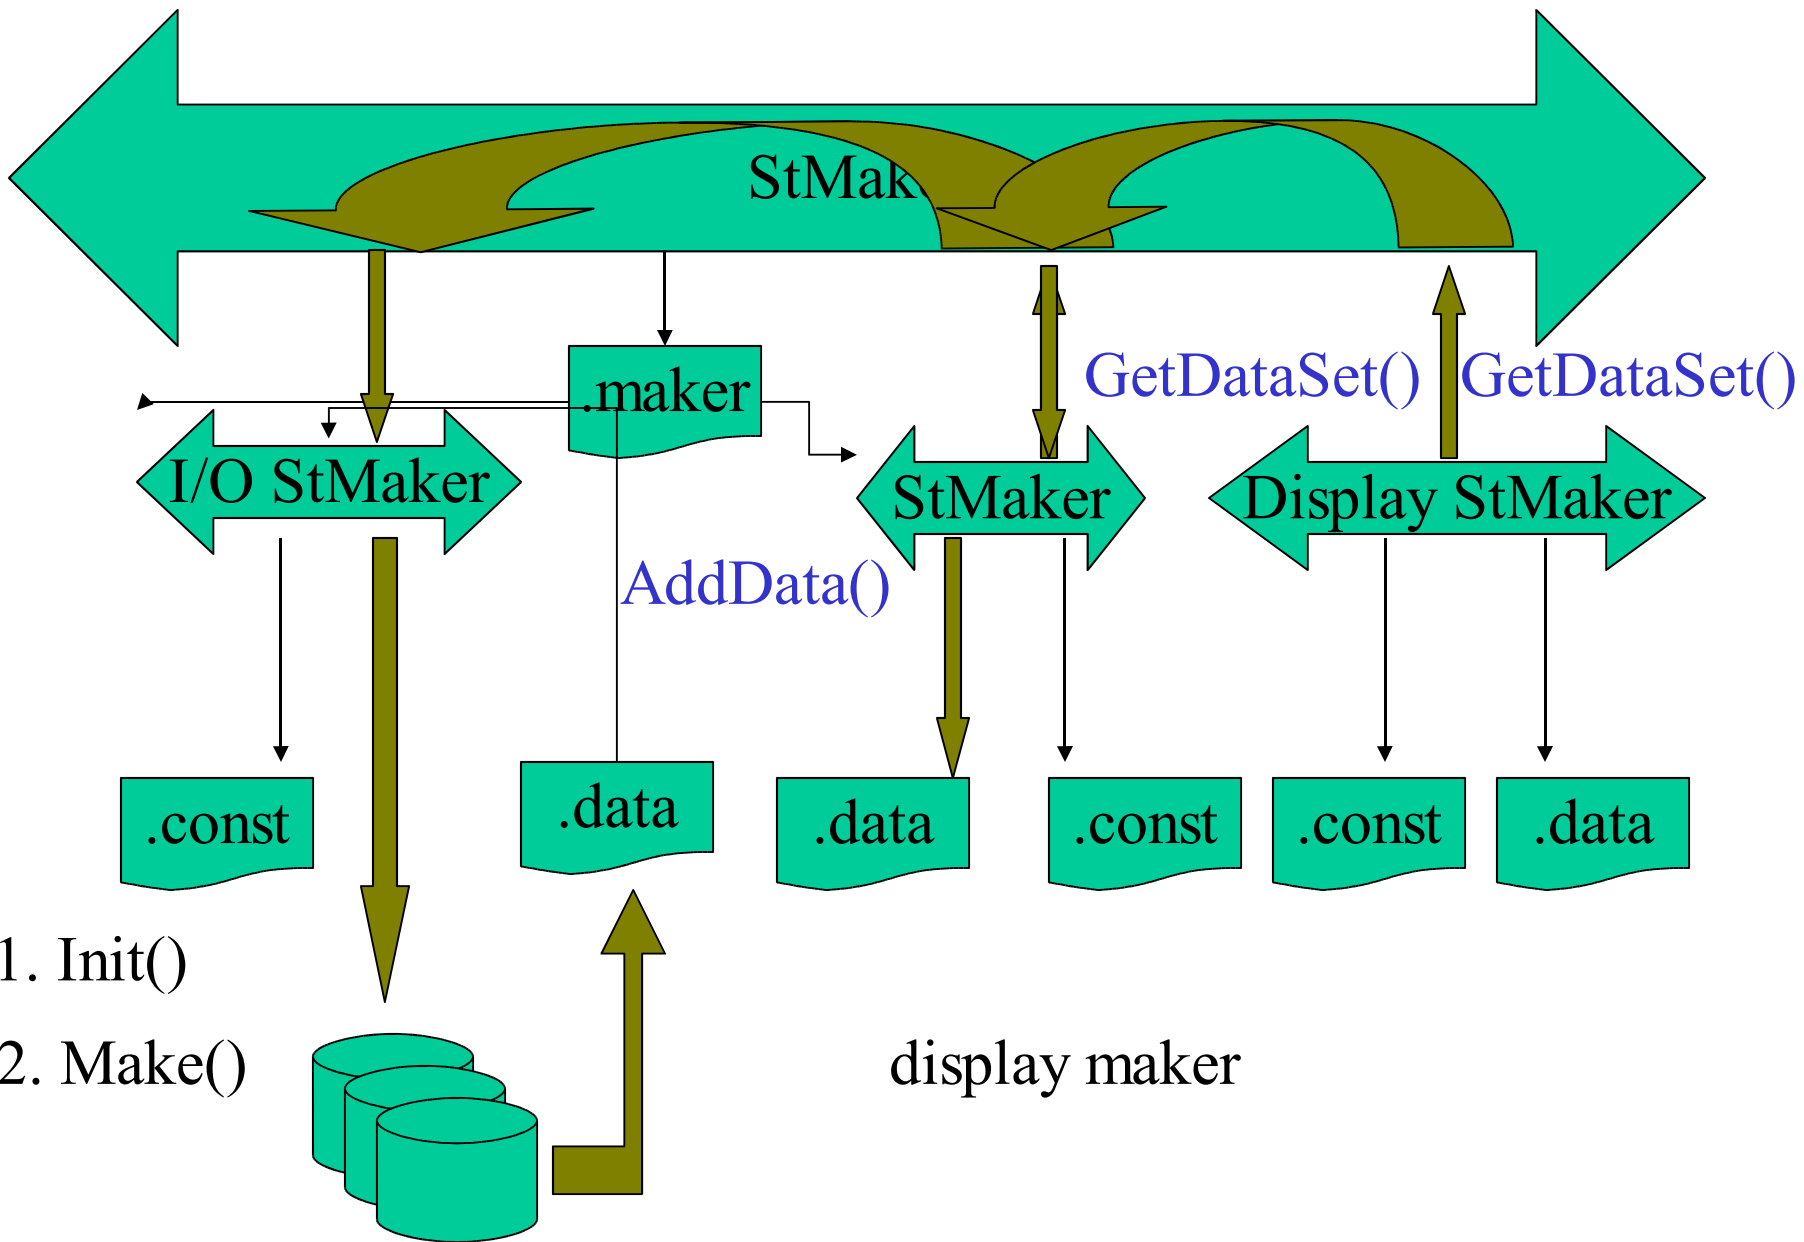 StMake
.maker
GetDataSet() GetDataSet()
I/O StMaker
StMaker
Display StMaker
AddData()
.const
.data
.data
.const
.const
.data
1. Init()
2. Make()
display maker